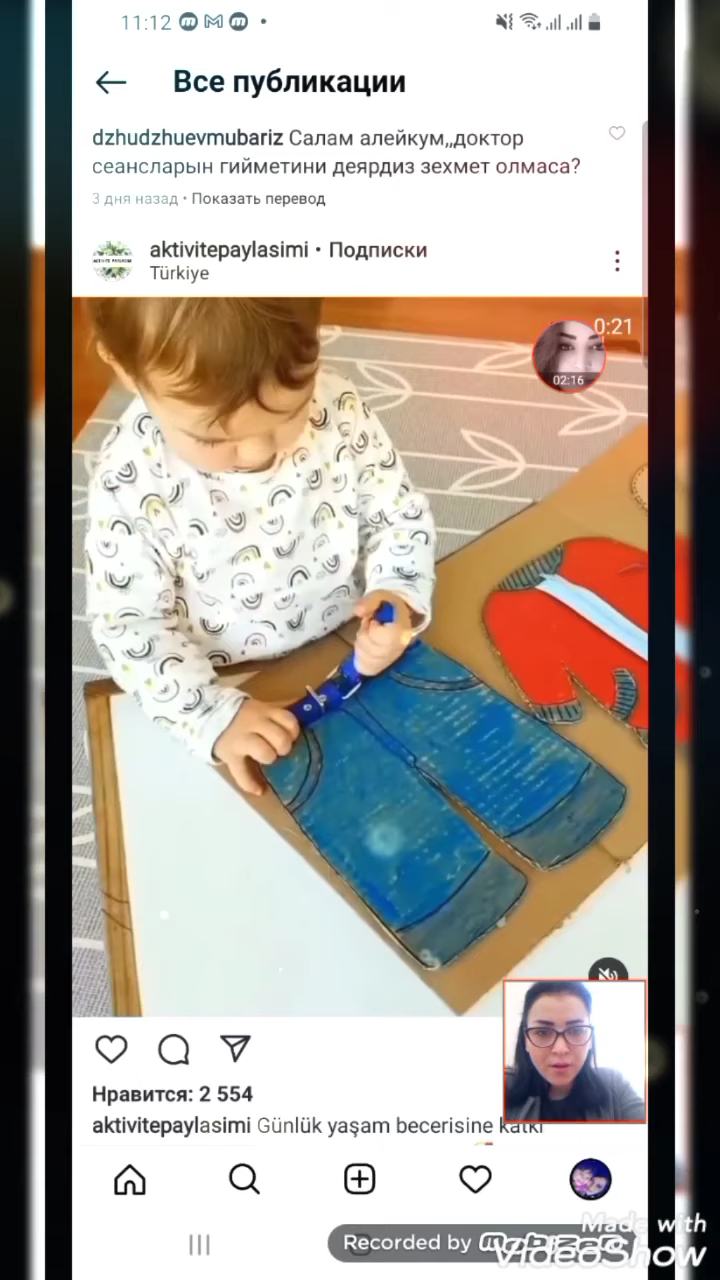 11:12
Все публикации
dzhudzhuevmubariz Салам алейкум,,доктор
сеансларын гийметини деярдиз зехмет олмаса?
3 дня назад • Показать перевод
aktivitepaylasimi • Подписки
Türkiye
0:21
02:16
Нравится: 2 554
aktivitepaylasimi Günlük yaşam becerisine katkı
Made with
Recorded by
VideoShow